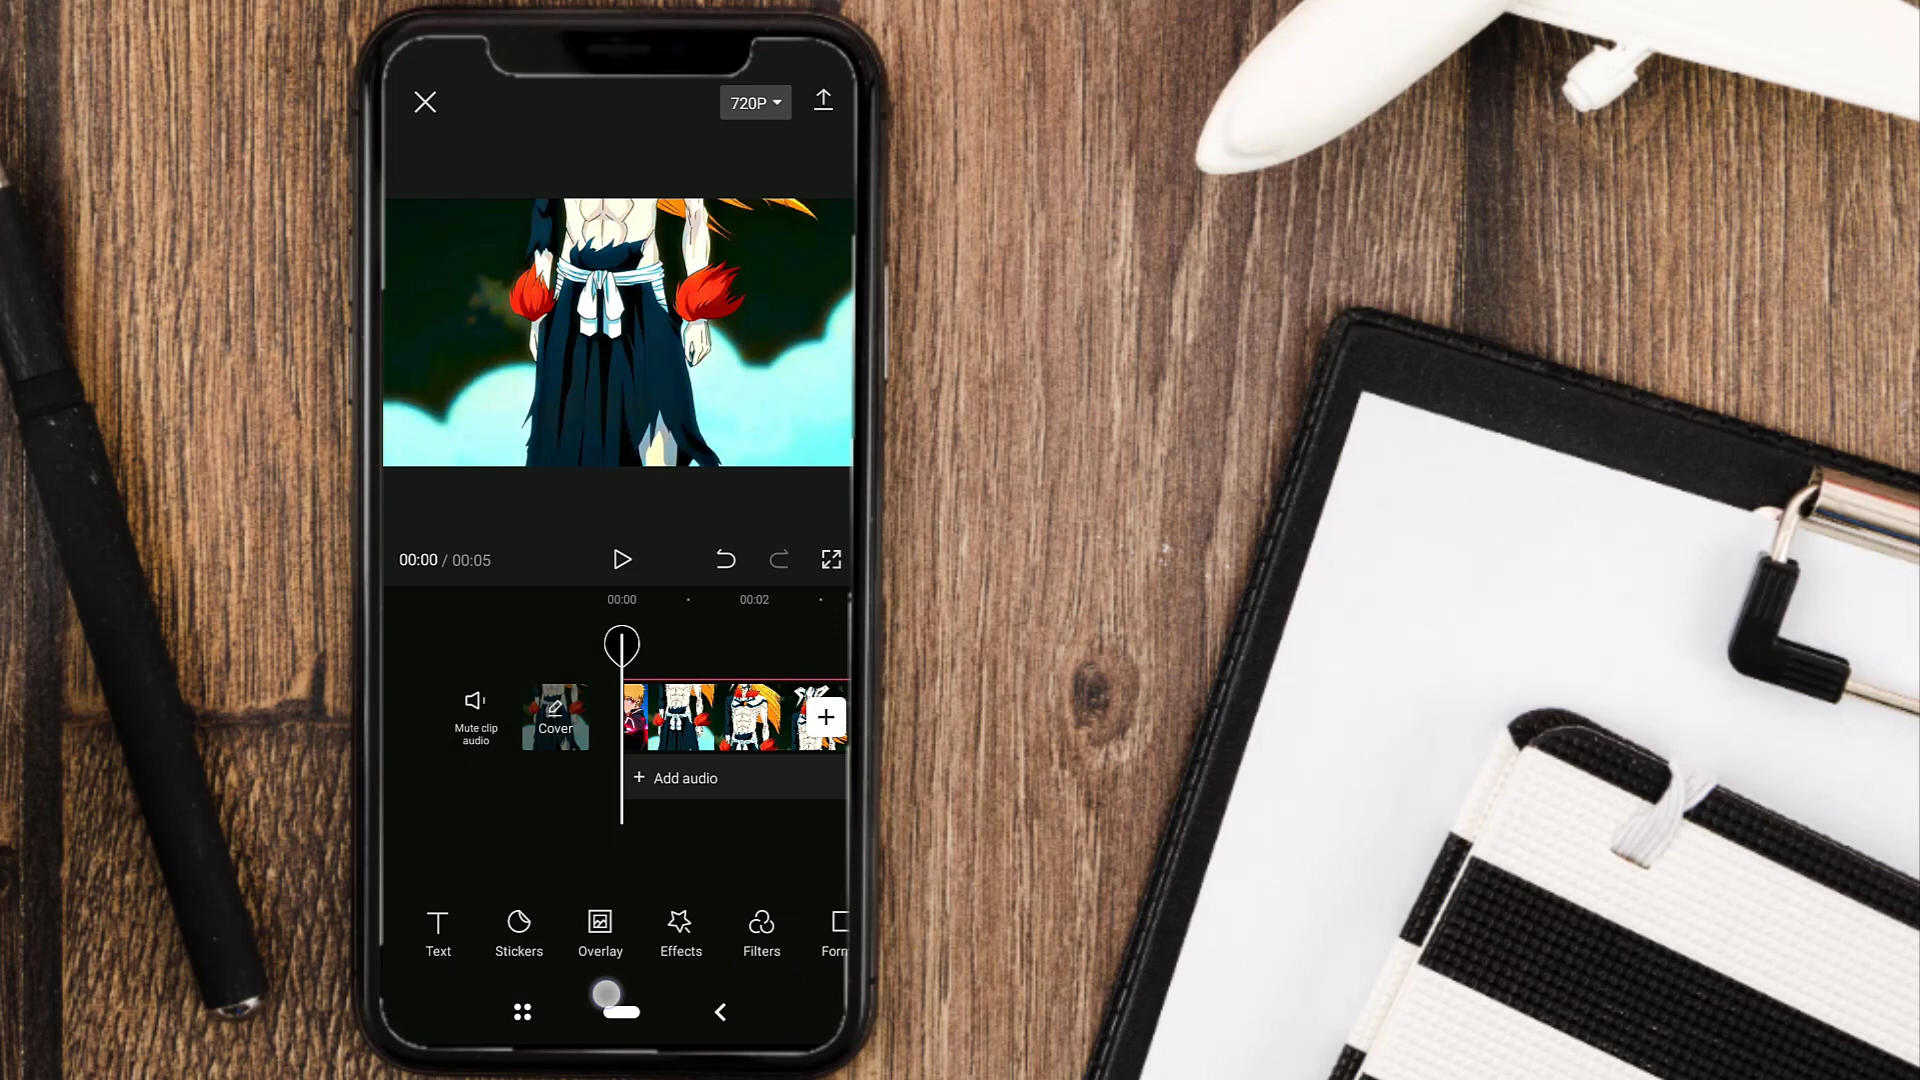 720P
00:00 / 00:05
00:00
00:02
Mute clip
audio
Cover
+ Add audio
Text
Stickers
Overlay
Effects
Filters
Form